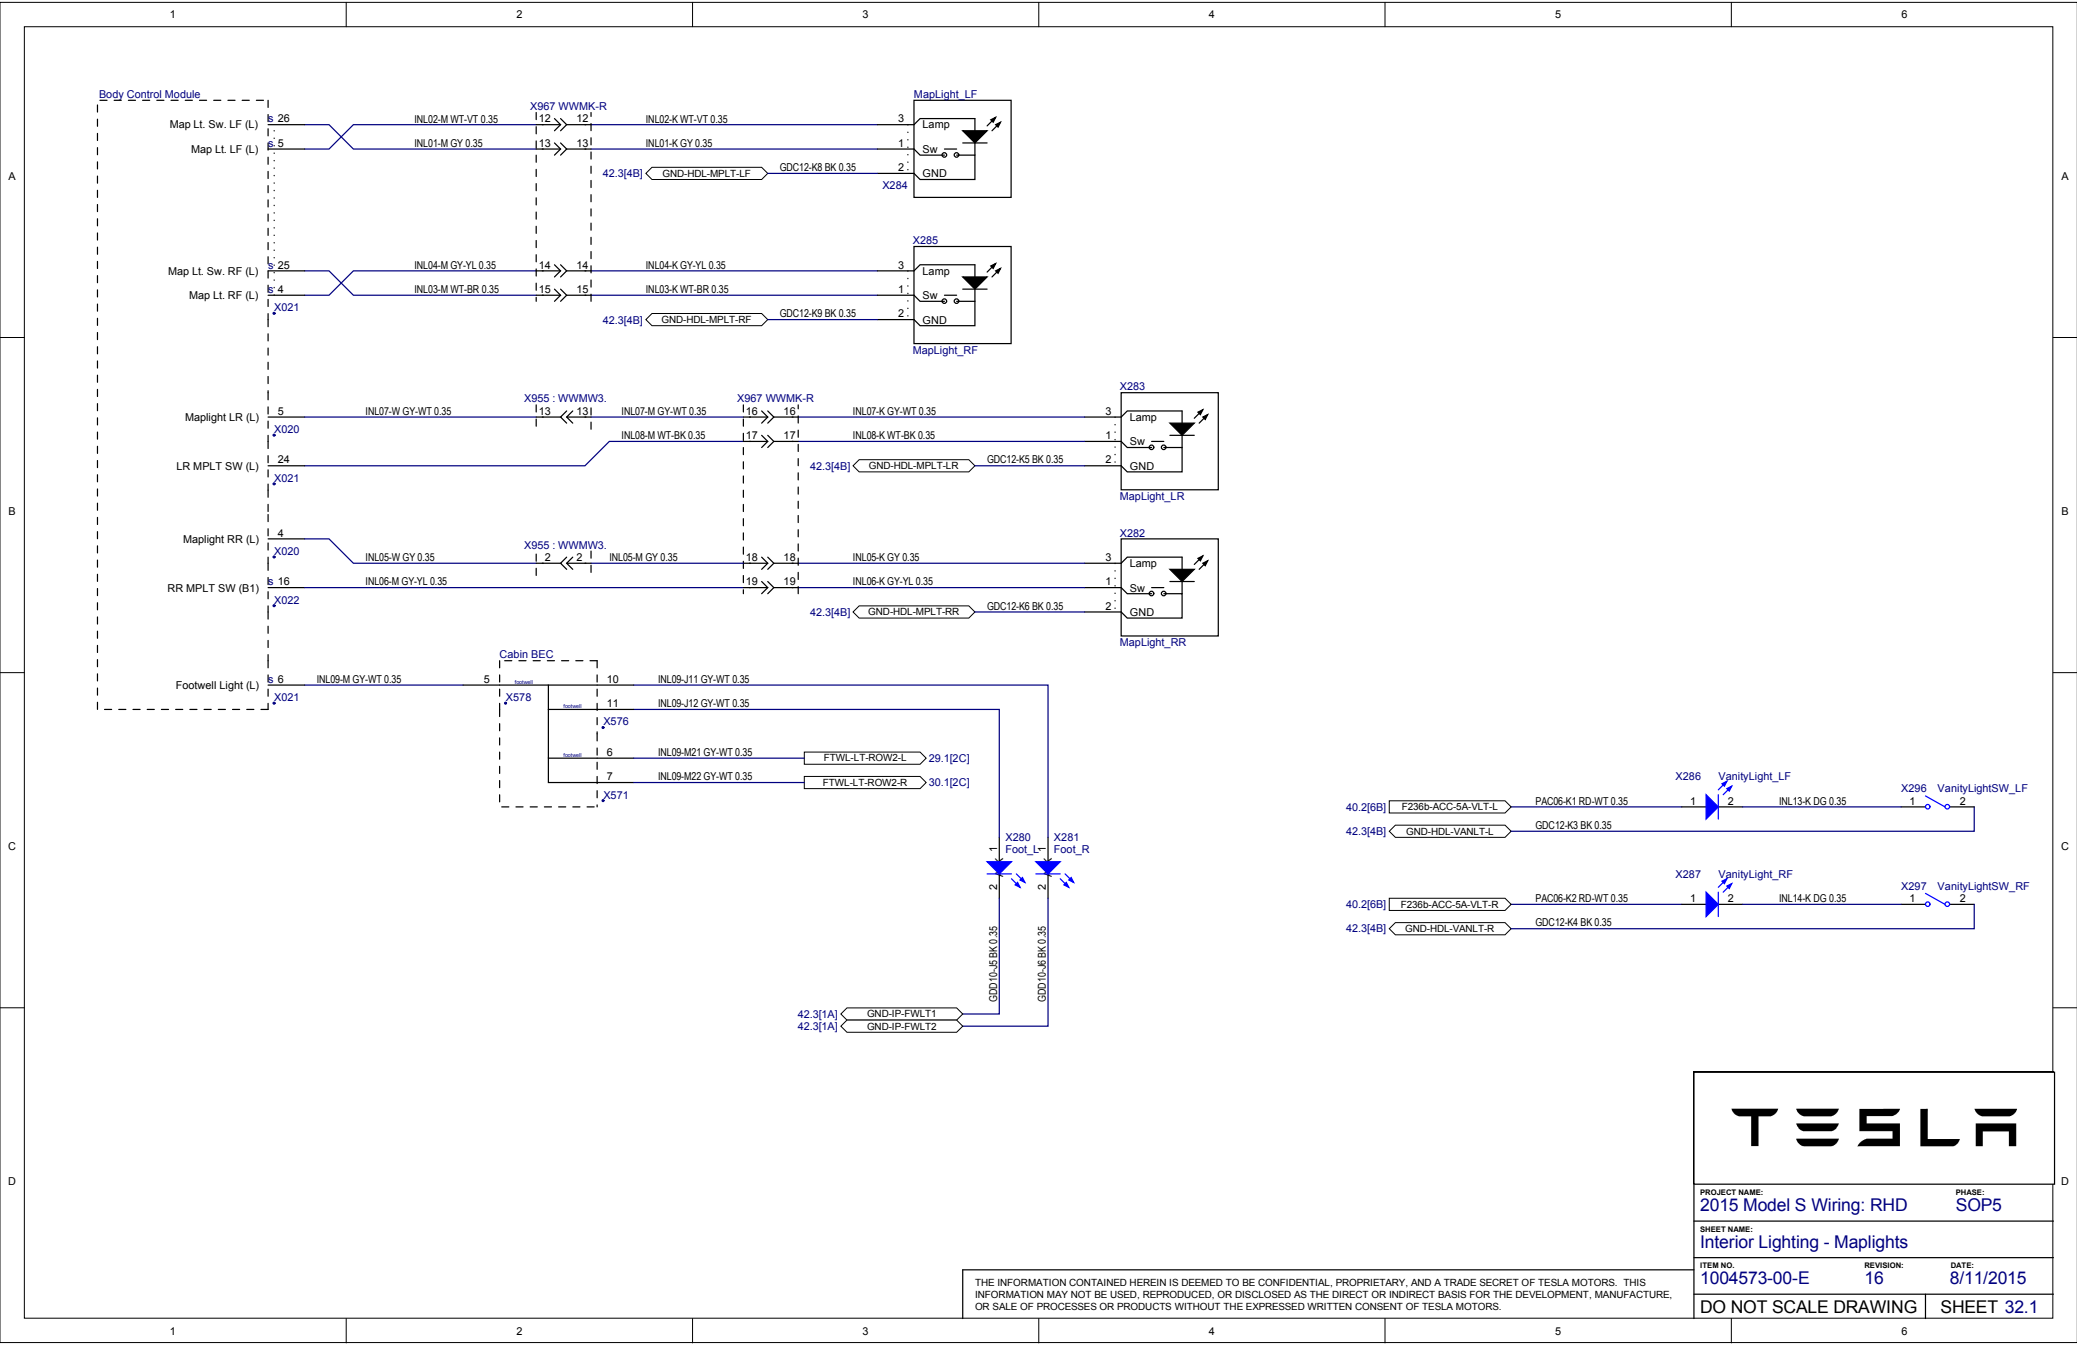 1 2 3 4 5 6
Body Control Module
X967 WWMK-R
MapLight_LF
Map Lt. Sw. LF (L) s 26 INL02-M WT-VT 0.35 12 12 INL02-K WT-VT 0.35 3 Lamp
Map Lt. LF (L) s 5 INL01-M GY 0.35 13 13 INL01-K GY 0.35 1 Sw
42.3[4B] GND-HDL-MPLT-LF GDC12-K8 BK 0.35 2 GND
A A
X284
X285
Map Lt. Sw. RF (L) s 25 INL04-M GY-YL 0.35 14 14 INL04-K GY-YL 0.35 3 Lamp
Map Lt. RF (L) s 4 INL03-M WT-BR 0.35 15 15 INL03-K WT-BR 0.35 1 Sw
X021
42.3[4B] GND-HDL-MPLT-RF GDC12-K9 BK 0.35 2 GND
MapLight_RF
X283
X955 : WWMW3. X967 WWMK-R
Maplight LR (L) 5 INL07-W GY-WT 0.35 13 13 INL07-M GY-WT 0.35 16 16 INL07-K GY-WT 0.35 3 Lamp
X020
INL08-M WT-BK 0.35 17 17 INL08-K WT-BK 0.35 1 Sw
LR MPLT SW (L) 24 42.3[4B] GND-HDL-MPLT-LR GDC12-K5 BK 0.35 2 GND
X021
MapLight_LR
B B
X282
Maplight RR (L) 4
X020
X955 : WWMW3.
INL05-W GY 0.35 2 2 INL05-M GY 0.35 18 18 INL05-K GY 0.35 3 Lamp
RR MPLT SW (B1) s 16 INL06-M GY-YL 0.35 19 19 INL06-K GY-YL 0.35 1 Sw
X022
42.3[4B] GND-HDL-MPLT-RR GDC12-K6 BK 0.35 2 GND
MapLight_RR
Cabin BEC
Footwell Light (L) s 6 INL09-M GY-WT 0.35 5 footwell 10 INL09-J11 GY-WT 0.35
X021 X578
footwell 11 INL09-J12 GY-WT 0.35
X576
footwell 6 INL09-M21 GY-WT 0.35 FTWL-LT-ROW2-L 29.1[2C]
7 INL09-M22 GY-WT 0.35 FTWL-LT-ROW2-R 30.1[2C]
X571
X286 VanityLight_LF X296 VanityLightSW_LF
40.2[6B] F236b-ACC-5A-VLT-L PAC06-K1 RD-WT 0.35 1 2 INL13-K DG 0.35 1 2
42.3[4B] GND-HDL-VANLT-L GDC12-K3 BK 0.35
C C
1 X280 Foot_L 2
1 X281 Foot_R 2
X287 VanityLight_RF X297 VanityLightSW_RF
40.2[6B] F236b-ACC-5A-VLT-R PAC06-K2 RD-WT 0.35 1 2 INL14-K DG 0.35 1 2
42.3[4B] GND-HDL-VANLT-R GDC12-K4 BK 0.35
GDD10-J5 BK 0.35
GDD10-J6 BK 0.35
42.3[1A] GND-IP-FWLT1
42.3[1A] GND-IP-FWLT2
TESLA
D D
PROJECT NAME: PHASE:
2015 Model S Wiring: RHD SOP5
SHEET NAME:
Interior Lighting - Maplights
ITEM NO. REVISION: DATE:
1004573-00-E 16 8/11/2015
DO NOT SCALE DRAWING SHEET 32.1
THE INFORMATION CONTAINED HEREIN IS DEEMED TO BE CONFIDENTIAL, PROPRIETARY, AND A TRADE SECRET OF TESLA MOTORS. THIS
INFORMATION MAY NOT BE USED, REPRODUCED, OR DISCLOSED AS THE DIRECT OR INDIRECT BASIS FOR THE DEVELOPMENT, MANUFACTURE,
OR SALE OF PROCESSES OR PRODUCTS WITHOUT THE EXPRESSED WRITTEN CONSENT OF TESLA MOTORS.
1 2 3 4 5 6